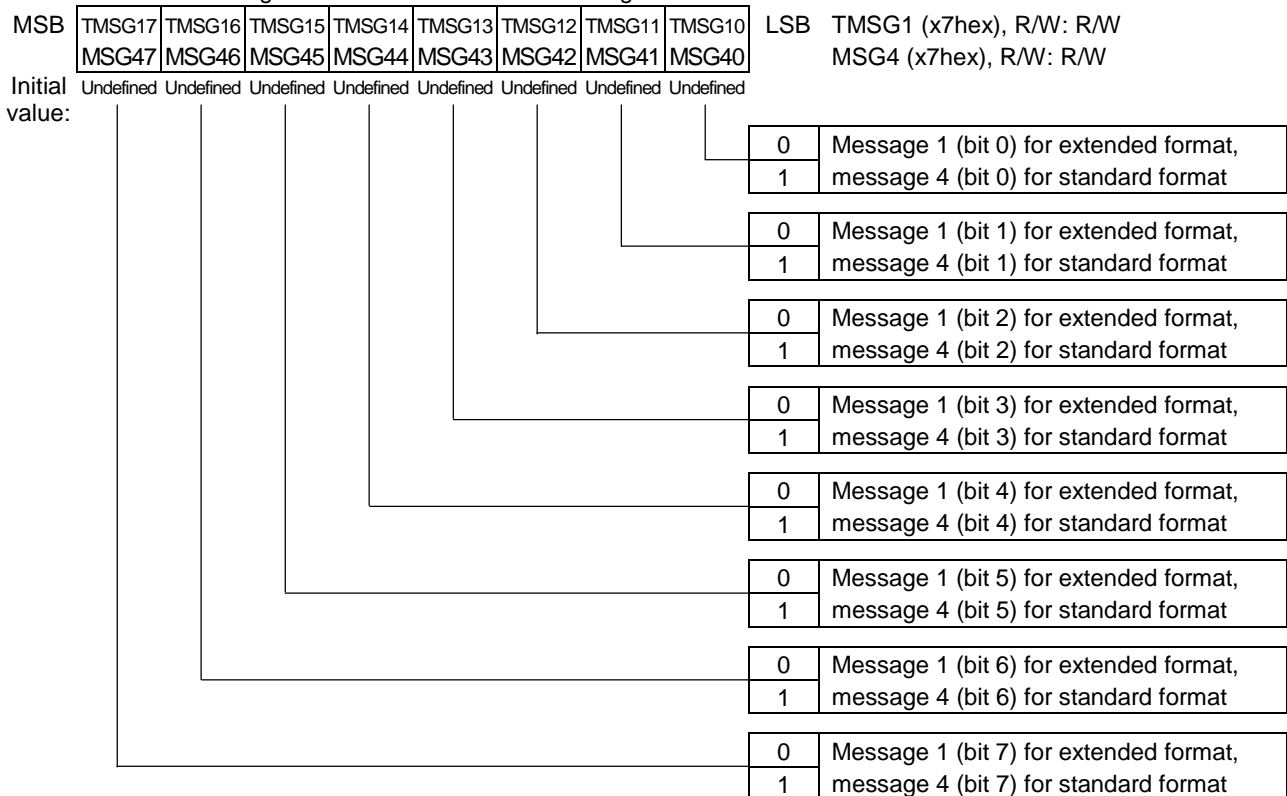 MSB TMSG17 TMSG16 TMSG15 TMSG14 TMSG13 TMSG12 TMSG11 TMSG10 LSB TMSG1 (x7hex), R/W: R/W
MSG47 MSG46 MSG45 MSG44 MSG43 MSG42 MSG41 MSG40 MSG4 (x7hex), R/W: R/W
Initial Undefined Undefined Undefined Undefined Undefined Undefined Undefined Undefined
value:
0 Message 1 (bit 0) for extended format,
1 message 4 (bit 0) for standard format
0 Message 1 (bit 1) for extended format,
1 message 4 (bit 1) for standard format
0 Message 1 (bit 2) for extended format,
1 message 4 (bit 2) for standard format
0 Message 1 (bit 3) for extended format,
1 message 4 (bit 3) for standard format
0 Message 1 (bit 4) for extended format,
1 message 4 (bit 4) for standard format
0 Message 1 (bit 5) for extended format,
1 message 4 (bit 5) for standard format
0 Message 1 (bit 6) for extended format,
1 message 4 (bit 6) for standard format
0 Message 1 (bit 7) for extended format,
1 message 4 (bit 7) for standard format